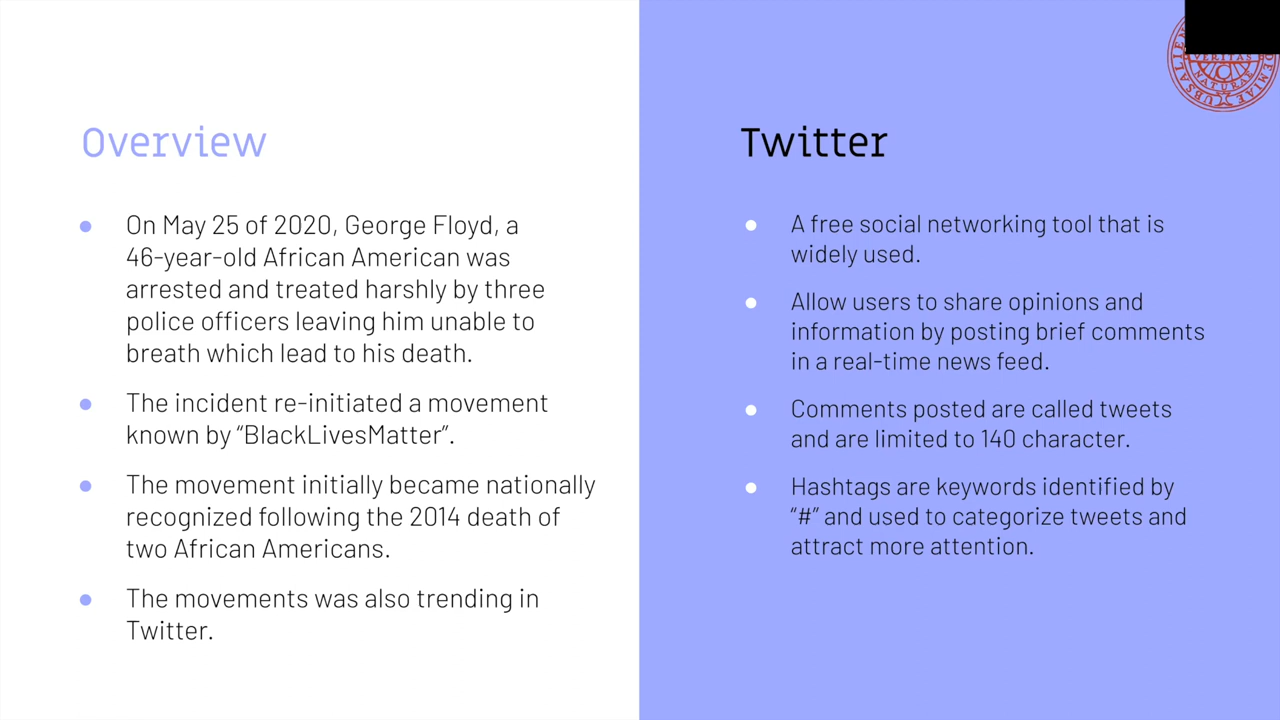 Overview
On May 25 of 2020, George Floyd, a
46-year-old African American was
arrested and treated harshly by three
police officers leaving him unable to
breath which lead to his death.
The incident re-initiated a movement
known by “BlackLivesMatter”.
The movement initially became nationally
recognized following the 2014 death of
two African Americans.
The movements was also trending in
Twitter.
Twitter
A free social networking tool that is
widely used.
Allow users to share opinions and
information by posting brief comments
in a real-time news feed.
Comments posted are called tweets
and are limited to 140 character.
Hashtags are keywords identified by
“#” and used to categorize tweets and
attract more attention.
VERITAS
NATURAE